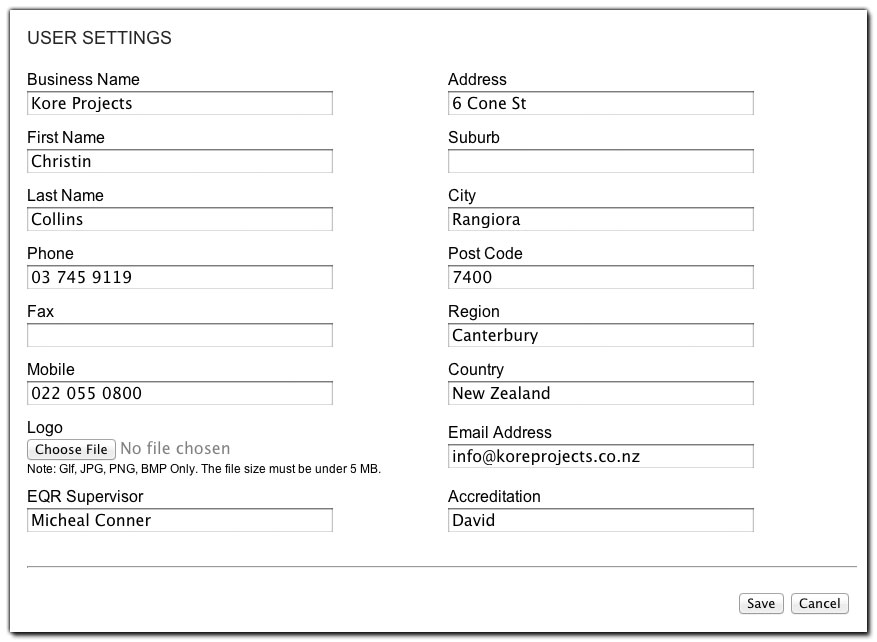 USER SETTINGS
Business Name
Kore Projects
First Name
Christin
Last Name
Collins
Phone
03 745 9119
Fax
Mobile
022 055 0800
Logo
Choose File No file chosen
Note: GIf, JPG, PNG, BMP Only. The file size must be under 5 MB.
EQR Supervisor
Micheal Conner
Address
6 Cone St
Suburb
City
Rangiora
Post Code
7400
Region
Canterbury
Country
New Zealand
Email Address
info@koreprojects.co.nz
Accreditation
David
Save Cancel